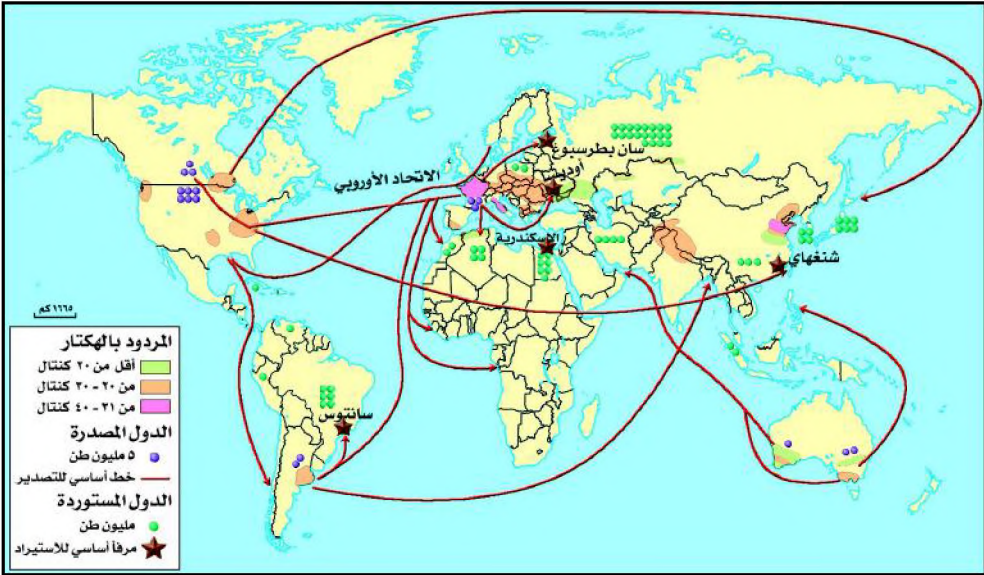 سان بطرسبوغ
أوديسا
الاتحاد الأوروبي
الإسكندرية
شنغهاي
سانتوس
١٦٦٥ كم
المردود بالهكتار
أقل من ٢٠ كنتال
من ٢٠ - ٣٠ كنتال
من ٣١ - ٤٠ كنتال
الدول المصدرة
٥ مليون طن
خط أساسي للتصدير
الدول المستوردة
مليون طن
مرفأ أساسي للاستيراد